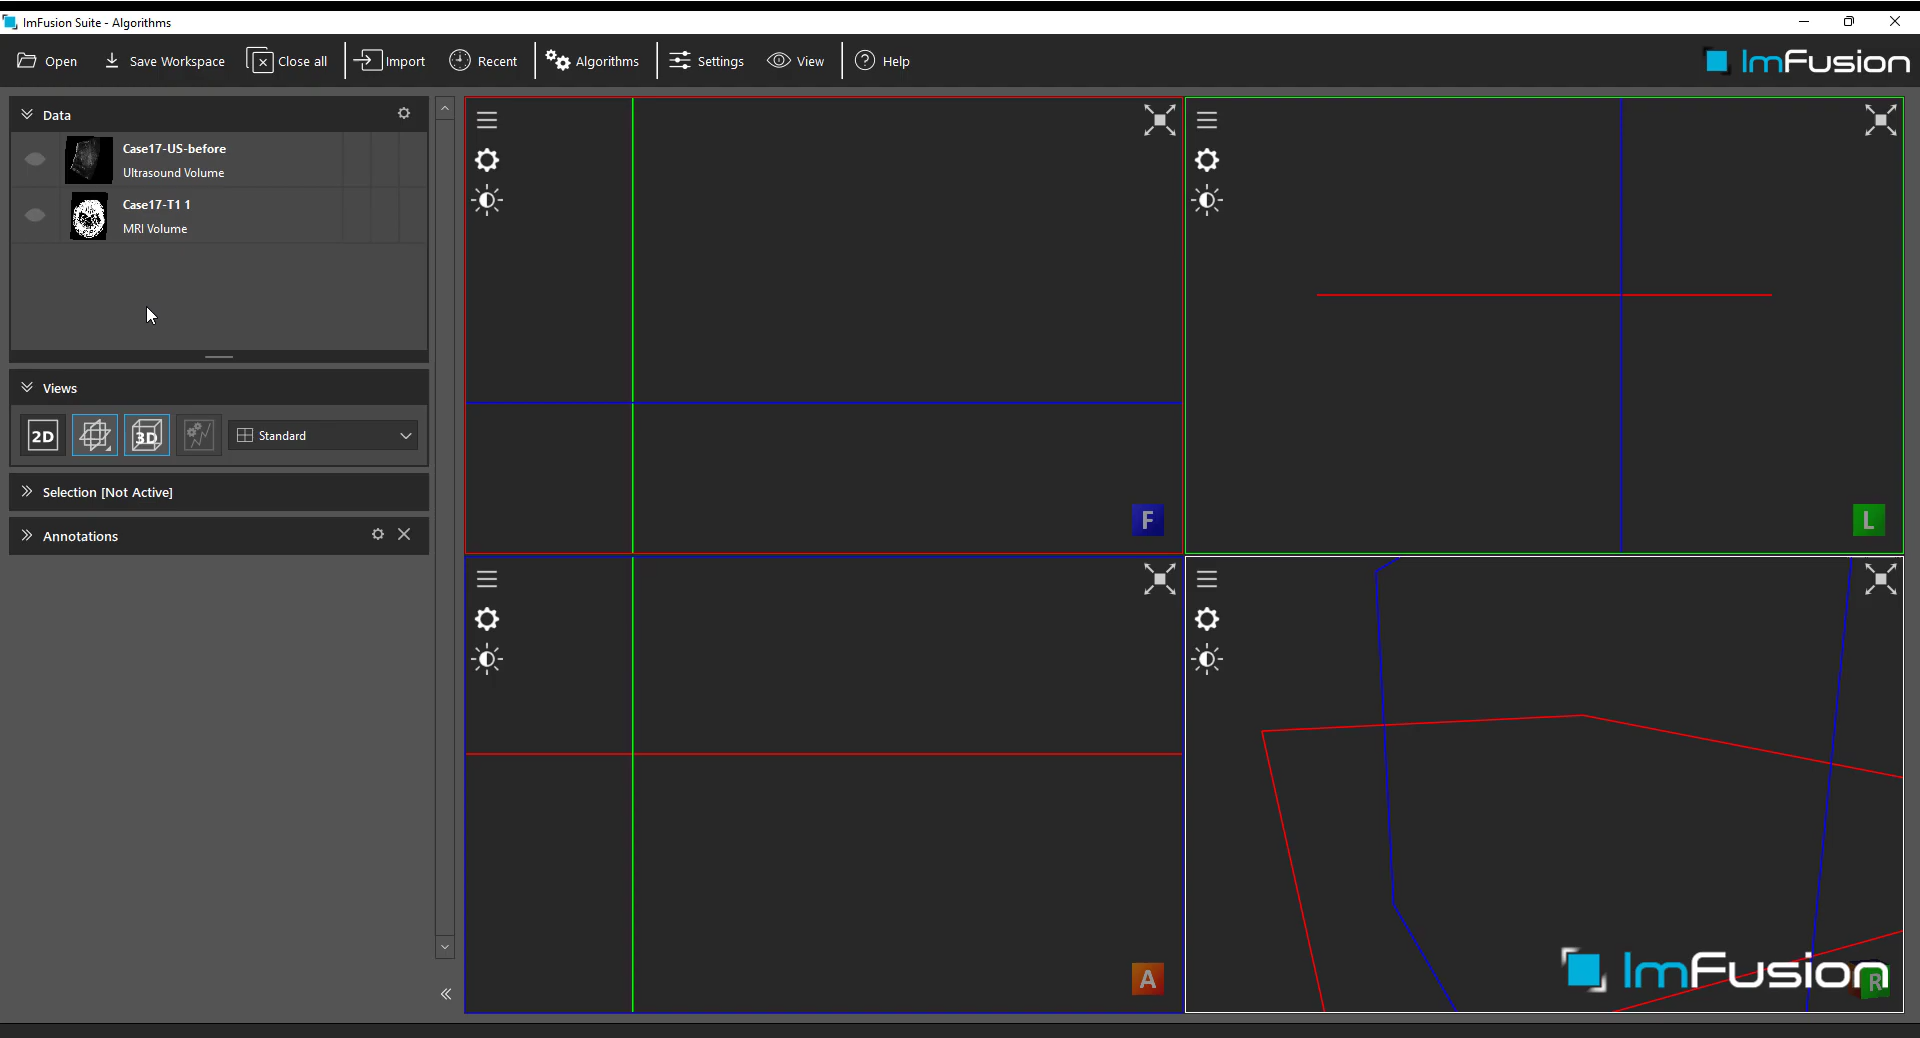 ImFusion Suite - Algorithms
Open Save Workspace Close all Import Recent Algorithms Settings View Help ImFusion
Data
Case17-US-before
Ultrasound Volume
Case17-T1 1
MRI Volume
Views
2D 3D Standard
Selection [Not Active]
Annotations
F
L
A
ImFusion
R